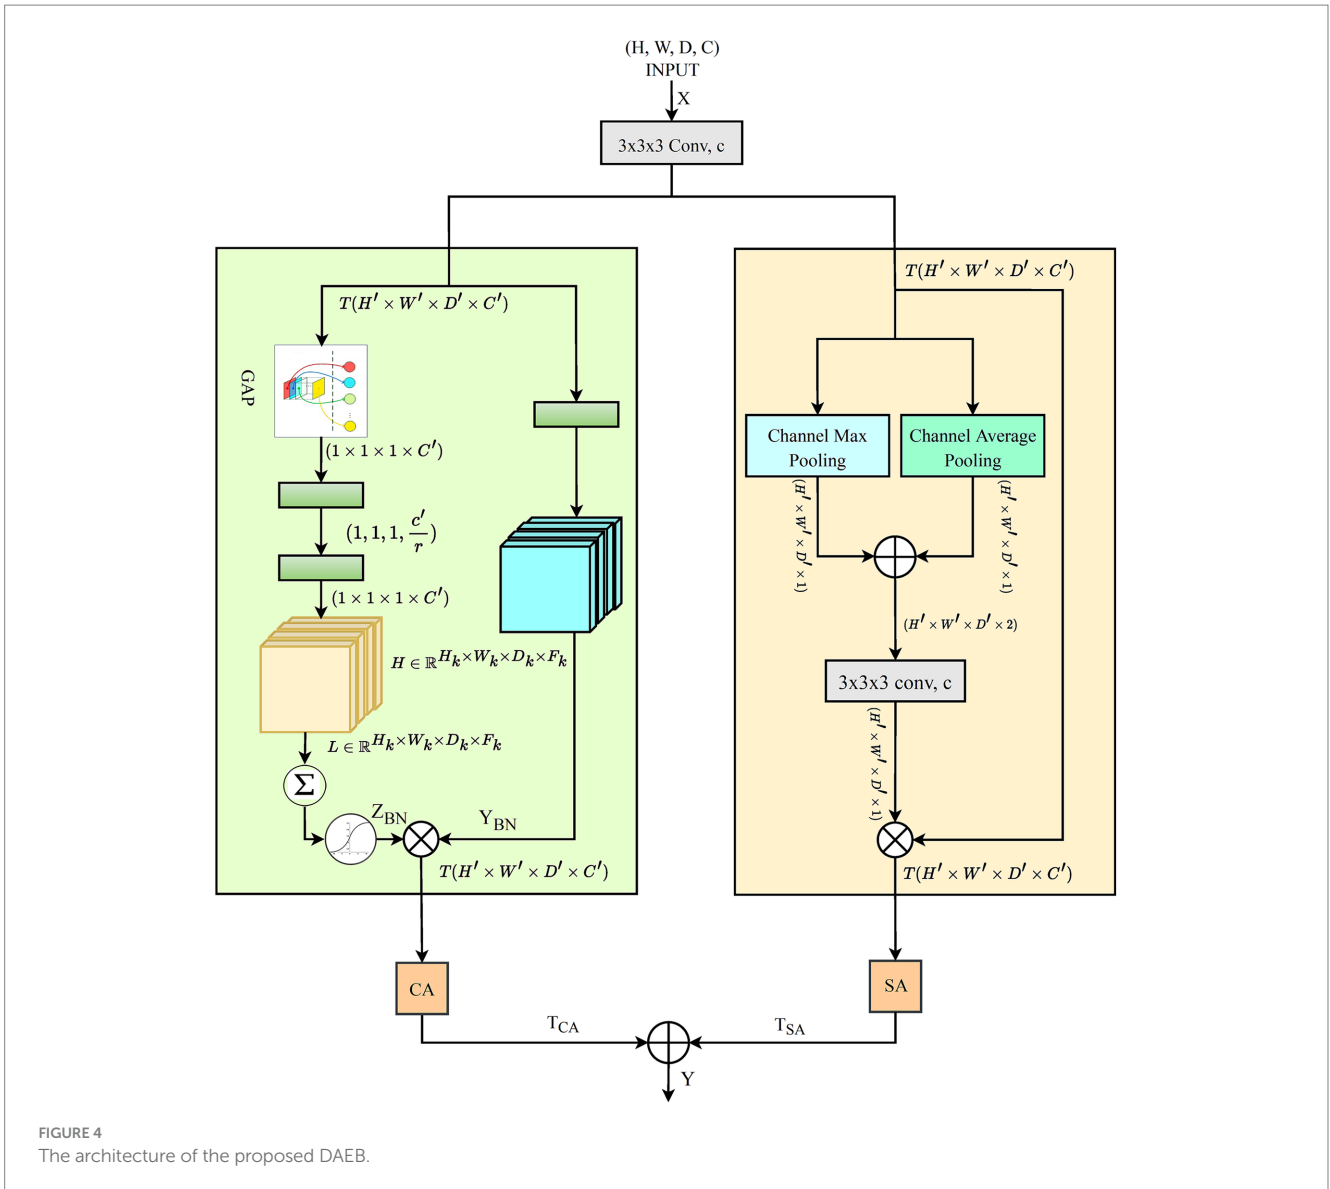 (H, W, D, C)
INPUT
X
3x3x3 Conv, c
T(H′ × W′ × D′ × C′)
GAP
(1 × 1 × 1 × C′)
(1, 1, 1, c′/r)
(1 × 1 × 1 × C′)
H ∈ ℝ^{H_k×W_k×D_k×F_k}
L ∈ ℝ^{H_k×W_k×D_k×F_k}
Σ
Z_BN
Y_BN
T(H′ × W′ × D′ × C′)
CA
T_CA
T(H′ × W′ × D′ × C′)
Channel Max
Pooling
Channel Average
Pooling
(H′ × W′ × D′ × 1)
(H′ × W′ × D′ × 1)
(H′ × W′ × D′ × 2)
3x3x3 conv, c
(H′ × W′ × D′ × 1)
T(H′ × W′ × D′ × C′)
SA
T_SA
Y
FIGURE 4
The architecture of the proposed DAEB.